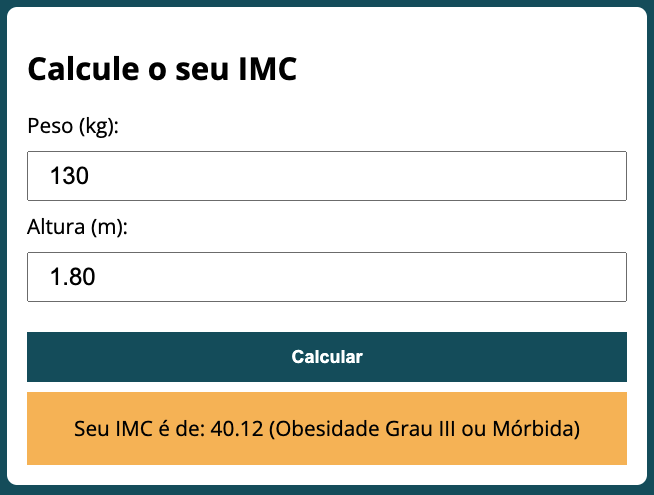 Calcule o seu IMC
Peso (kg):
130
Altura (m):
1.80
Calcular
Seu IMC é de: 40.12 (Obesidade Grau III ou Mórbida)